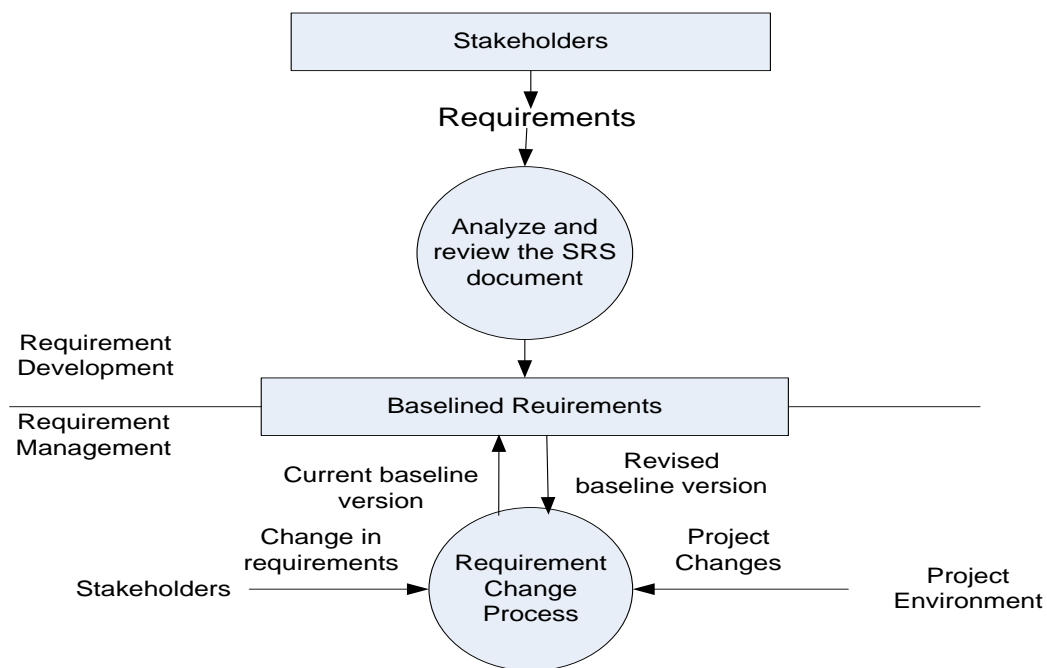 Stakeholders
Requirements
Analyze and
review the SRS
document
Requirement
Development
Baselined Reuirements
Requirement
Management
Current baseline
version
Revised
baseline version
Change in
requirements
Project
Changes
Stakeholders
Requirement
Change
Process
Project
Environment